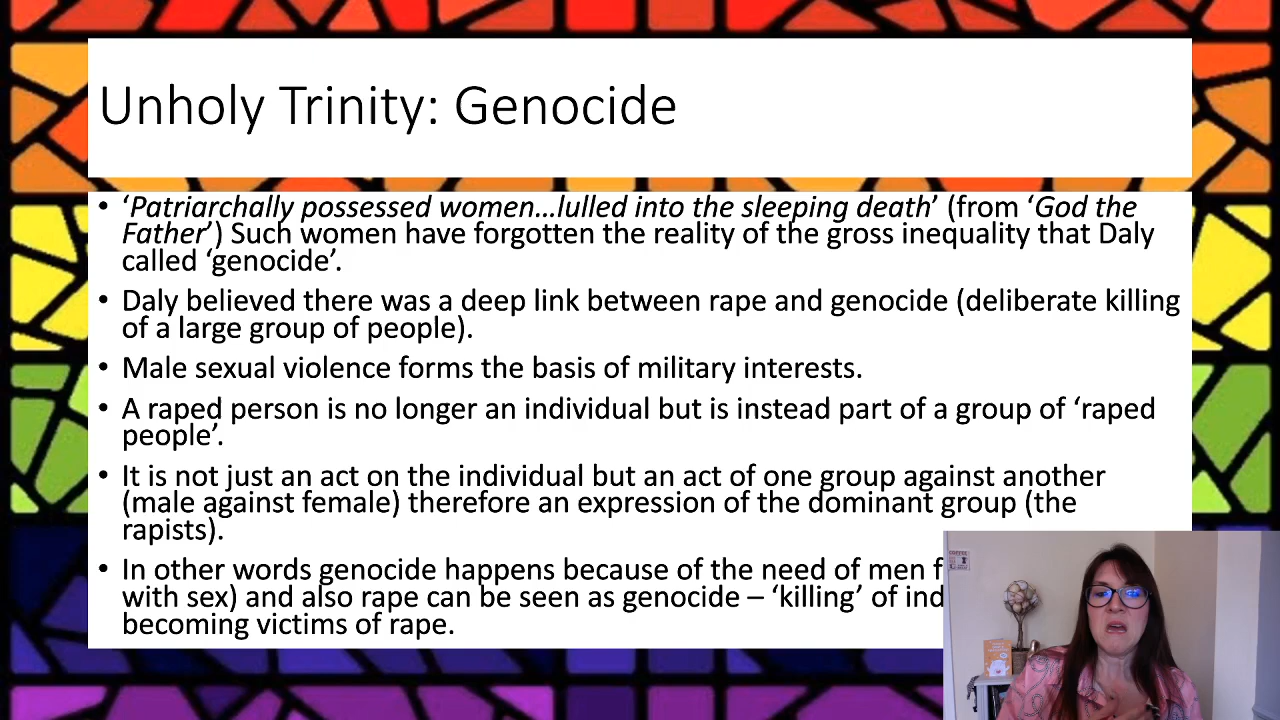 Unholy Trinity: Genocide
• ‘Patriarchally possessed women…lulled into the sleeping death’ (from ‘God the
Father’) Such women have forgotten the reality of the gross inequality that Daly
called ‘genocide’.
• Daly believed there was a deep link between rape and genocide (deliberate killing
of a large group of people).
• Male sexual violence forms the basis of military interests.
• A raped person is no longer an individual but is instead part of a group of ‘raped
people’.
• It is not just an act on the individual but an act of one group against another
(male against female) therefore an expression of the dominant group (the
rapists).
• In other words genocide happens because of the need of men
with sex) and also rape can be seen as genocide – ‘killing’ of
becoming victims of rape.
COFFEE